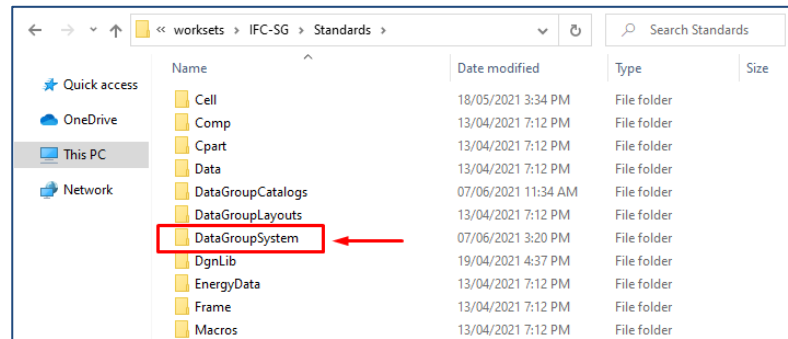 « worksets › IFC-SG › Standards ›
Search Standards
Name Date modified Type Size
Quick access
OneDrive
This PC
Network
Cell 18/05/2021 3:34 PM File folder
Comp 13/04/2021 7:12 PM File folder
Cpart 13/04/2021 7:12 PM File folder
Data 13/04/2021 7:12 PM File folder
DataGroupCatalogs 07/06/2021 11:34 AM File folder
DataGroupLayouts 13/04/2021 7:12 PM File folder
DataGroupSystem 07/06/2021 3:20 PM File folder
DgnLib 19/04/2021 4:37 PM File folder
EnergyData 13/04/2021 7:12 PM File folder
Frame 13/04/2021 7:12 PM File folder
Macros 13/04/2021 7:12 PM File folder